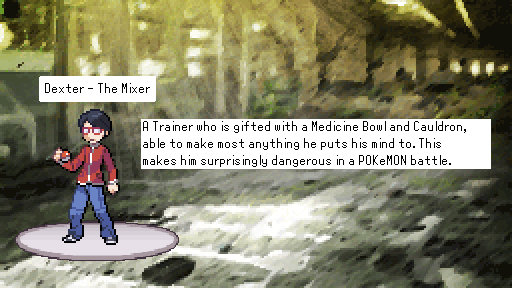 Dexter - The Mixer
A Trainer who is gifted with a Medicine Bowl and Cauldron,
able to make most anything he puts his mind to. This
makes him surprisingly dangerous in a POKeMON battle.